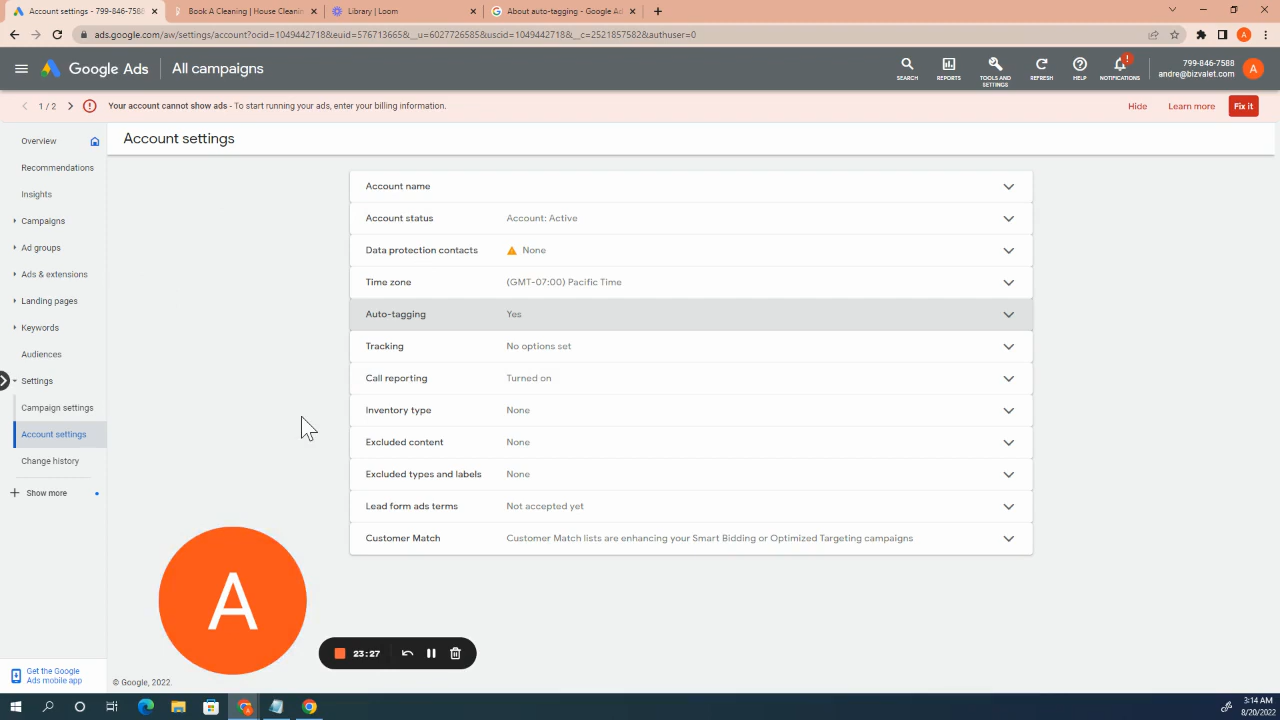 Account settings - 799-846-7588
Book A Cleaning | House Cleanin
Library | Loom
About auto-tagging - Google Ad
ads.google.com/aw/settings/account?ocid=1049442718&euid=576713665&__u=6027726585&uscid=1049442718&__c=2521857582&authuser=0
A
Google Ads
All campaigns
SEARCH
REPORTS
TOOLS AND SETTINGS
REFRESH
HELP
!
NOTIFICATIONS
799-846-7588
andre@bizvalet.com
A
1 / 2
Your account cannot show ads - To start running your ads, enter your billing information.
Hide
Learn more
Fix it
Overview
Recommendations
Insights
Campaigns
Ad groups
Ads & extensions
Landing pages
Keywords
Audiences
Settings
Campaign settings
Account settings
Change history
Show more
Get the Google
Ads mobile app
Account settings
Account name
Account status Account: Active
Data protection contacts None
Time zone (GMT-07:00) Pacific Time
Auto-tagging Yes
Tracking No options set
Call reporting Turned on
Inventory type None
Excluded content None
Excluded types and labels None
Lead form ads terms Not accepted yet
Customer Match Customer Match lists are enhancing your Smart Bidding or Optimized Targeting campaigns
A
23:27
© Google, 2022.
3:14 AM
8/20/2022